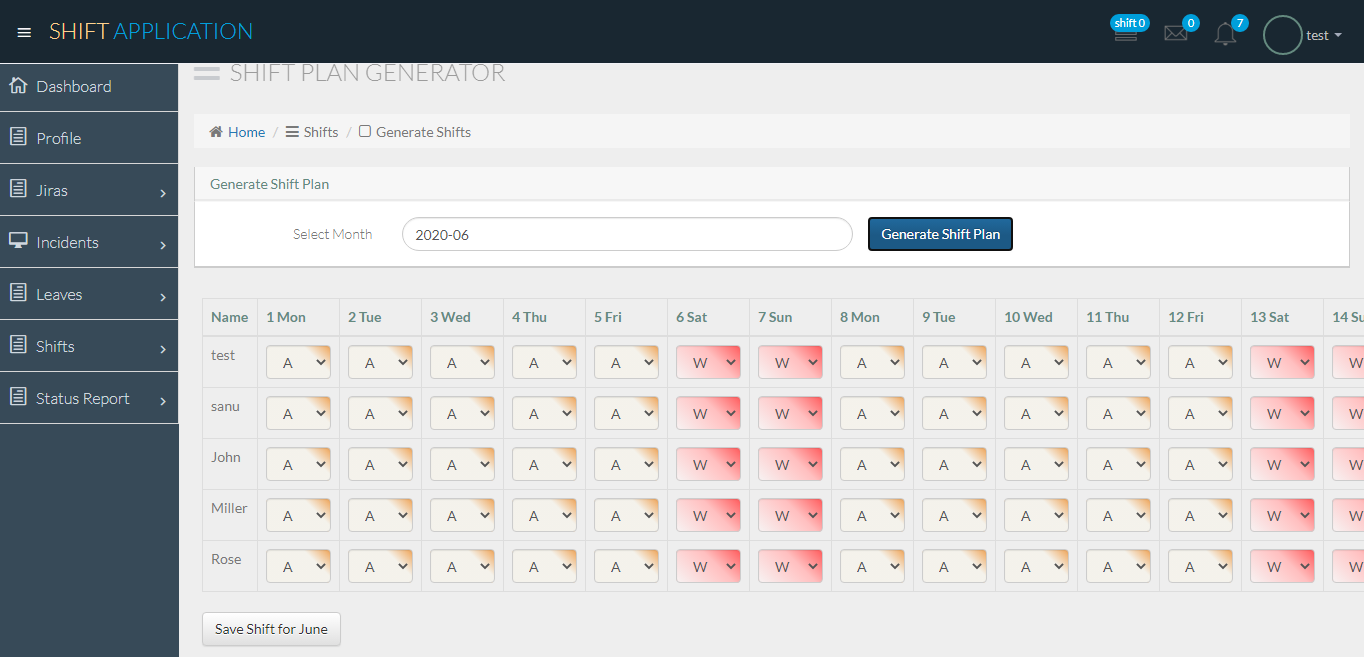 SHIFT APPLICATION
shift 0
0
7
test
Dashboard
Profile
Jiras
Incidents
Leaves
Shifts
Status Report
SHIFT PLAN GENERATOR
Home / Shifts / Generate Shifts
Generate Shift Plan
Select Month 2020-06 Generate Shift Plan
Name 1 Mon 2 Tue 3 Wed 4 Thu 5 Fri 6 Sat 7 Sun 8 Mon 9 Tue 10 Wed 11 Thu 12 Fri 13 Sat 14 Su
test A A A A A W W A A A A A W W
sanu A A A A A W W A A A A A W W
John A A A A A W W A A A A A W W
Miller A A A A A W W A A A A A W W
Rose A A A A A W W A A A A A W W
Save Shift for June